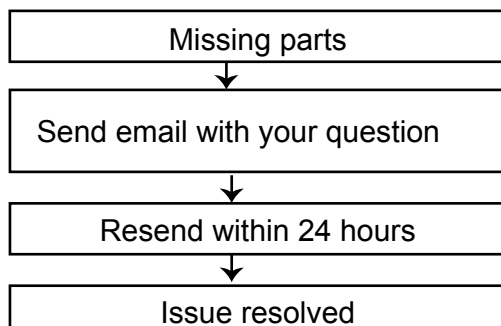 Missing parts
Send email with your question
Resend within 24 hours
Issue resolved